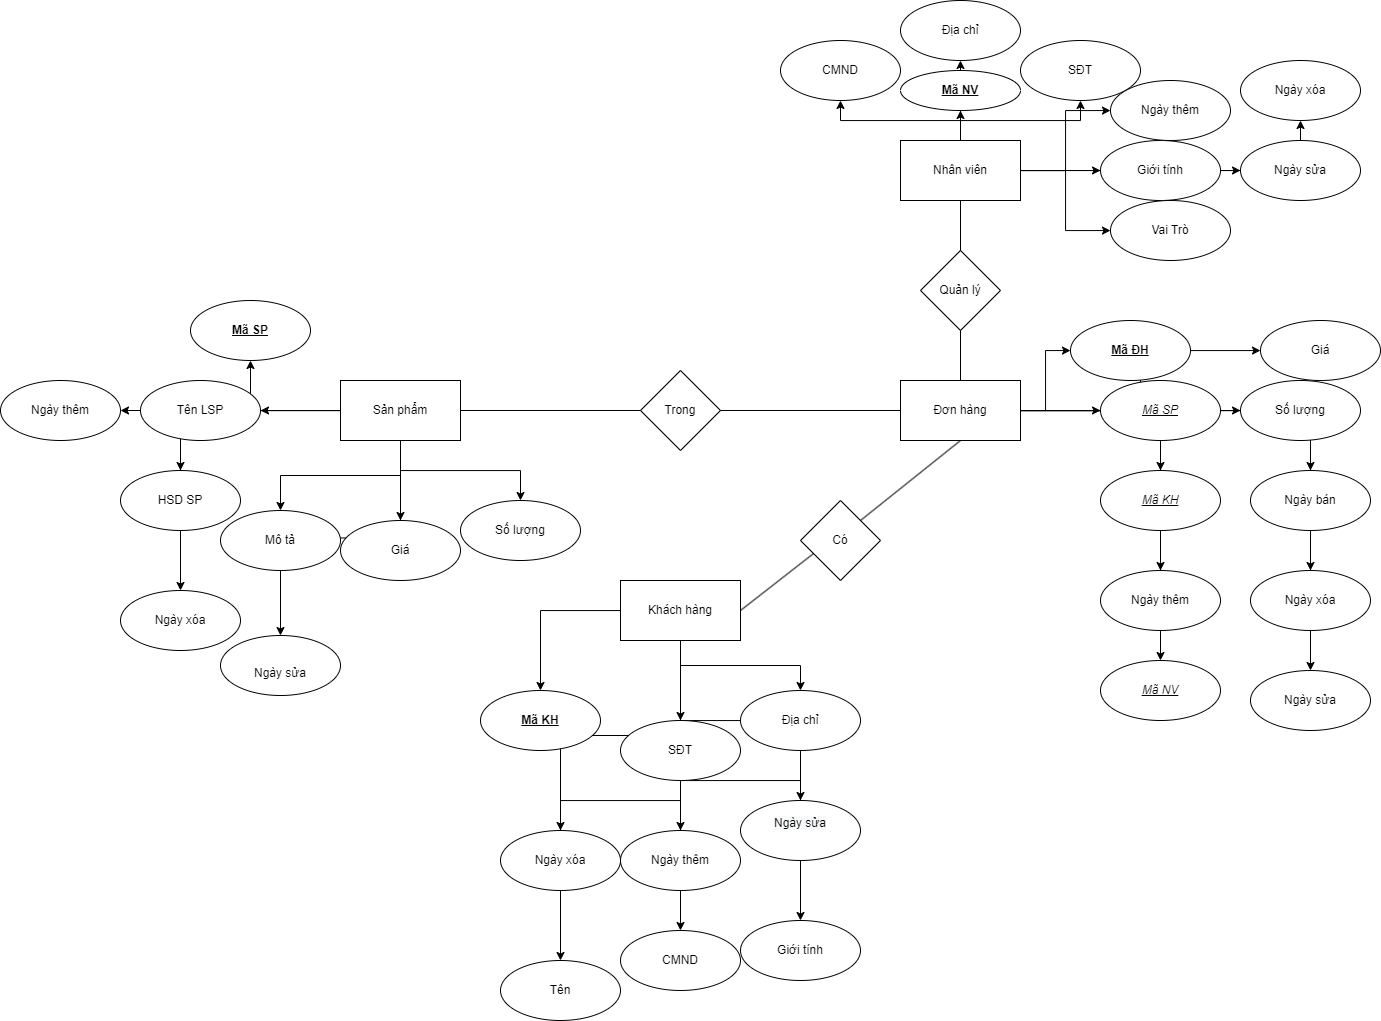 Địa chỉ
CMND
SĐT
Mã NV
Ngày thêm
Ngày xóa
Nhân viên
Giới tính
Ngày sửa
Vai Trò
Quản lý
Mã SP
Mã ĐH
Giá
Ngày thêm
Tên LSP
Sản phẩm
Trong
Đơn hàng
Mã SP
Số lượng
HSD SP
Mô tả
Giá
Số lượng
Có
Mã KH
Ngày bán
Ngày xóa
Ngày sửa
Khách hàng
Ngày thêm
Ngày xóa
Mã NV
Ngày sửa
Mã KH
SĐT
Địa chỉ
Ngày xóa
Ngày thêm
Ngày sửa
Tên
CMND
Giới tính